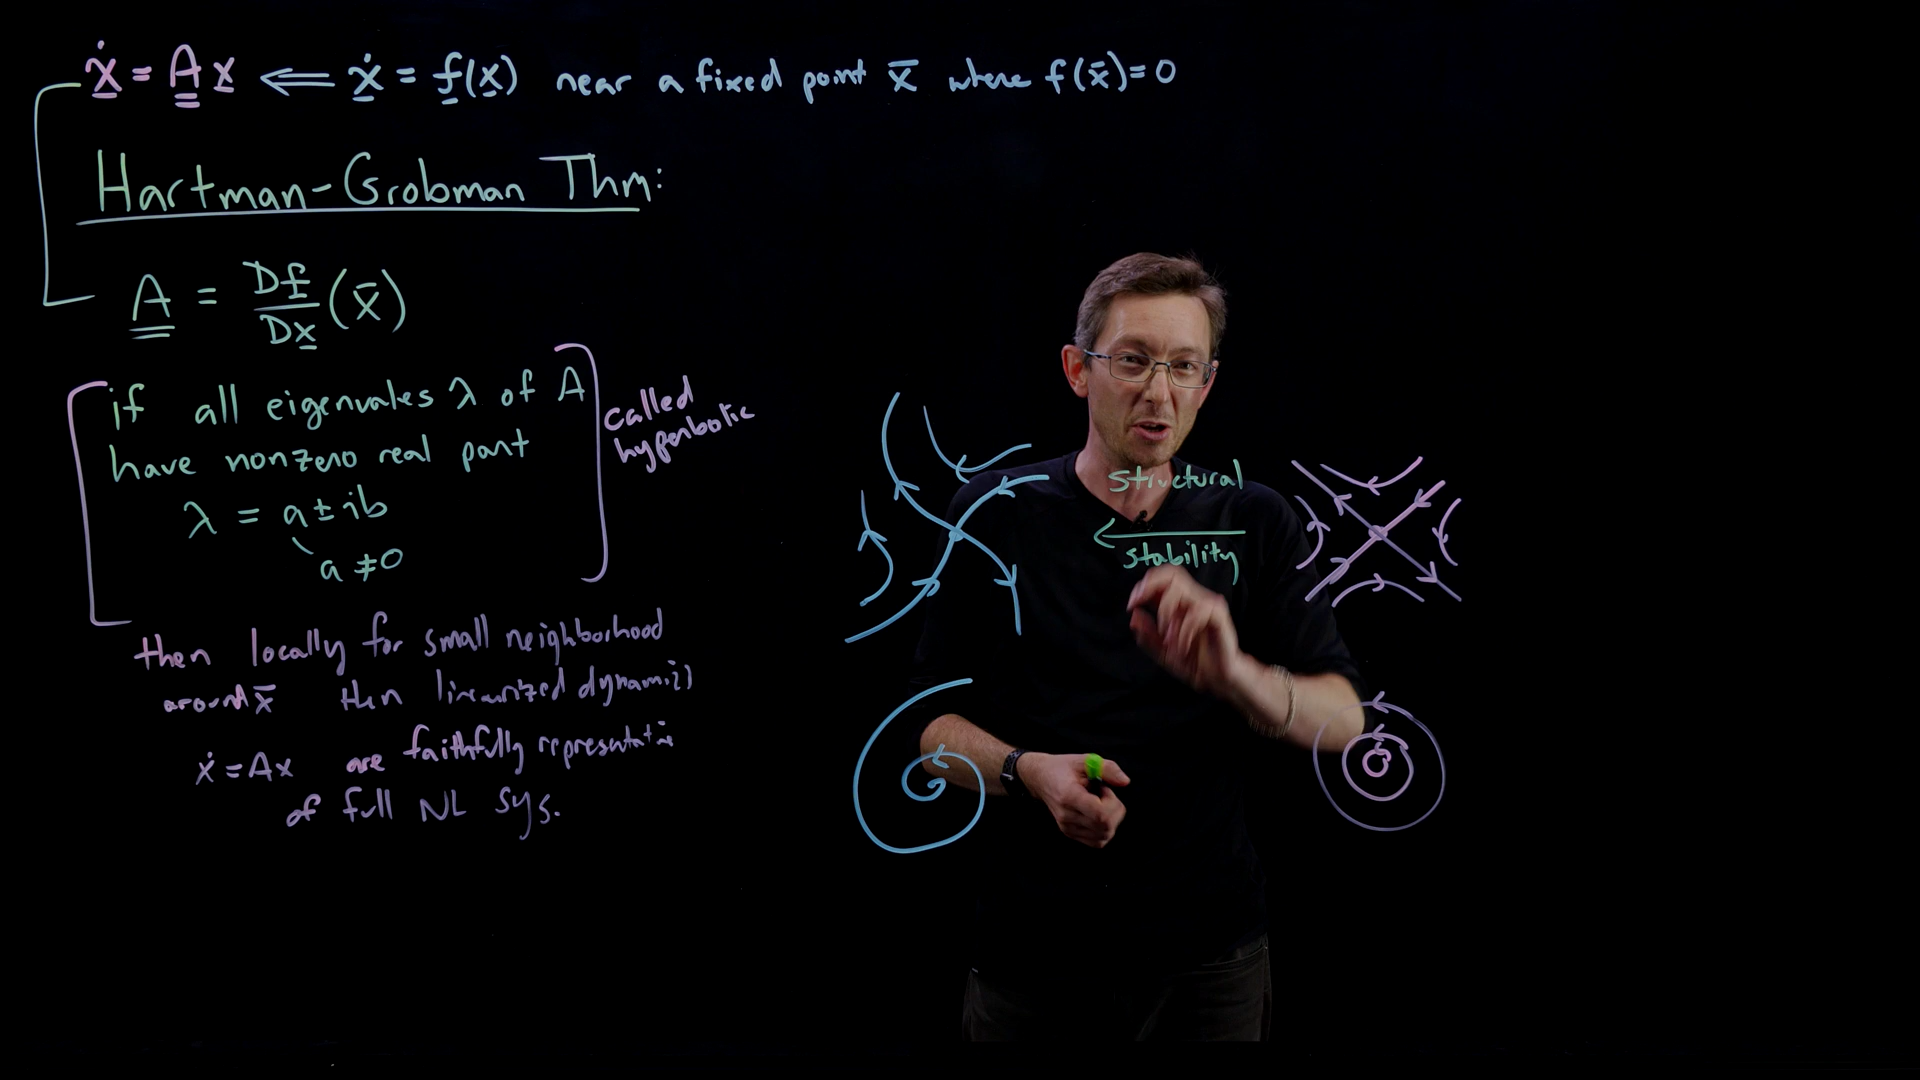 ẋ = A x ⟸ ẋ = f(x) near a fixed point x̄ where f(x̄)=0
Hartman-Grobman Thm:
A = Df/Dx (x̄)
if all eigenvales λ of A
have nonzero real part
λ = a ± ib
a ≠ 0
called
hyperbolic
then locally for small neighborhood
around x̄ then linearized dynamics
ẋ = Ax are faithfully representative
of full NL sys.
structural
stability